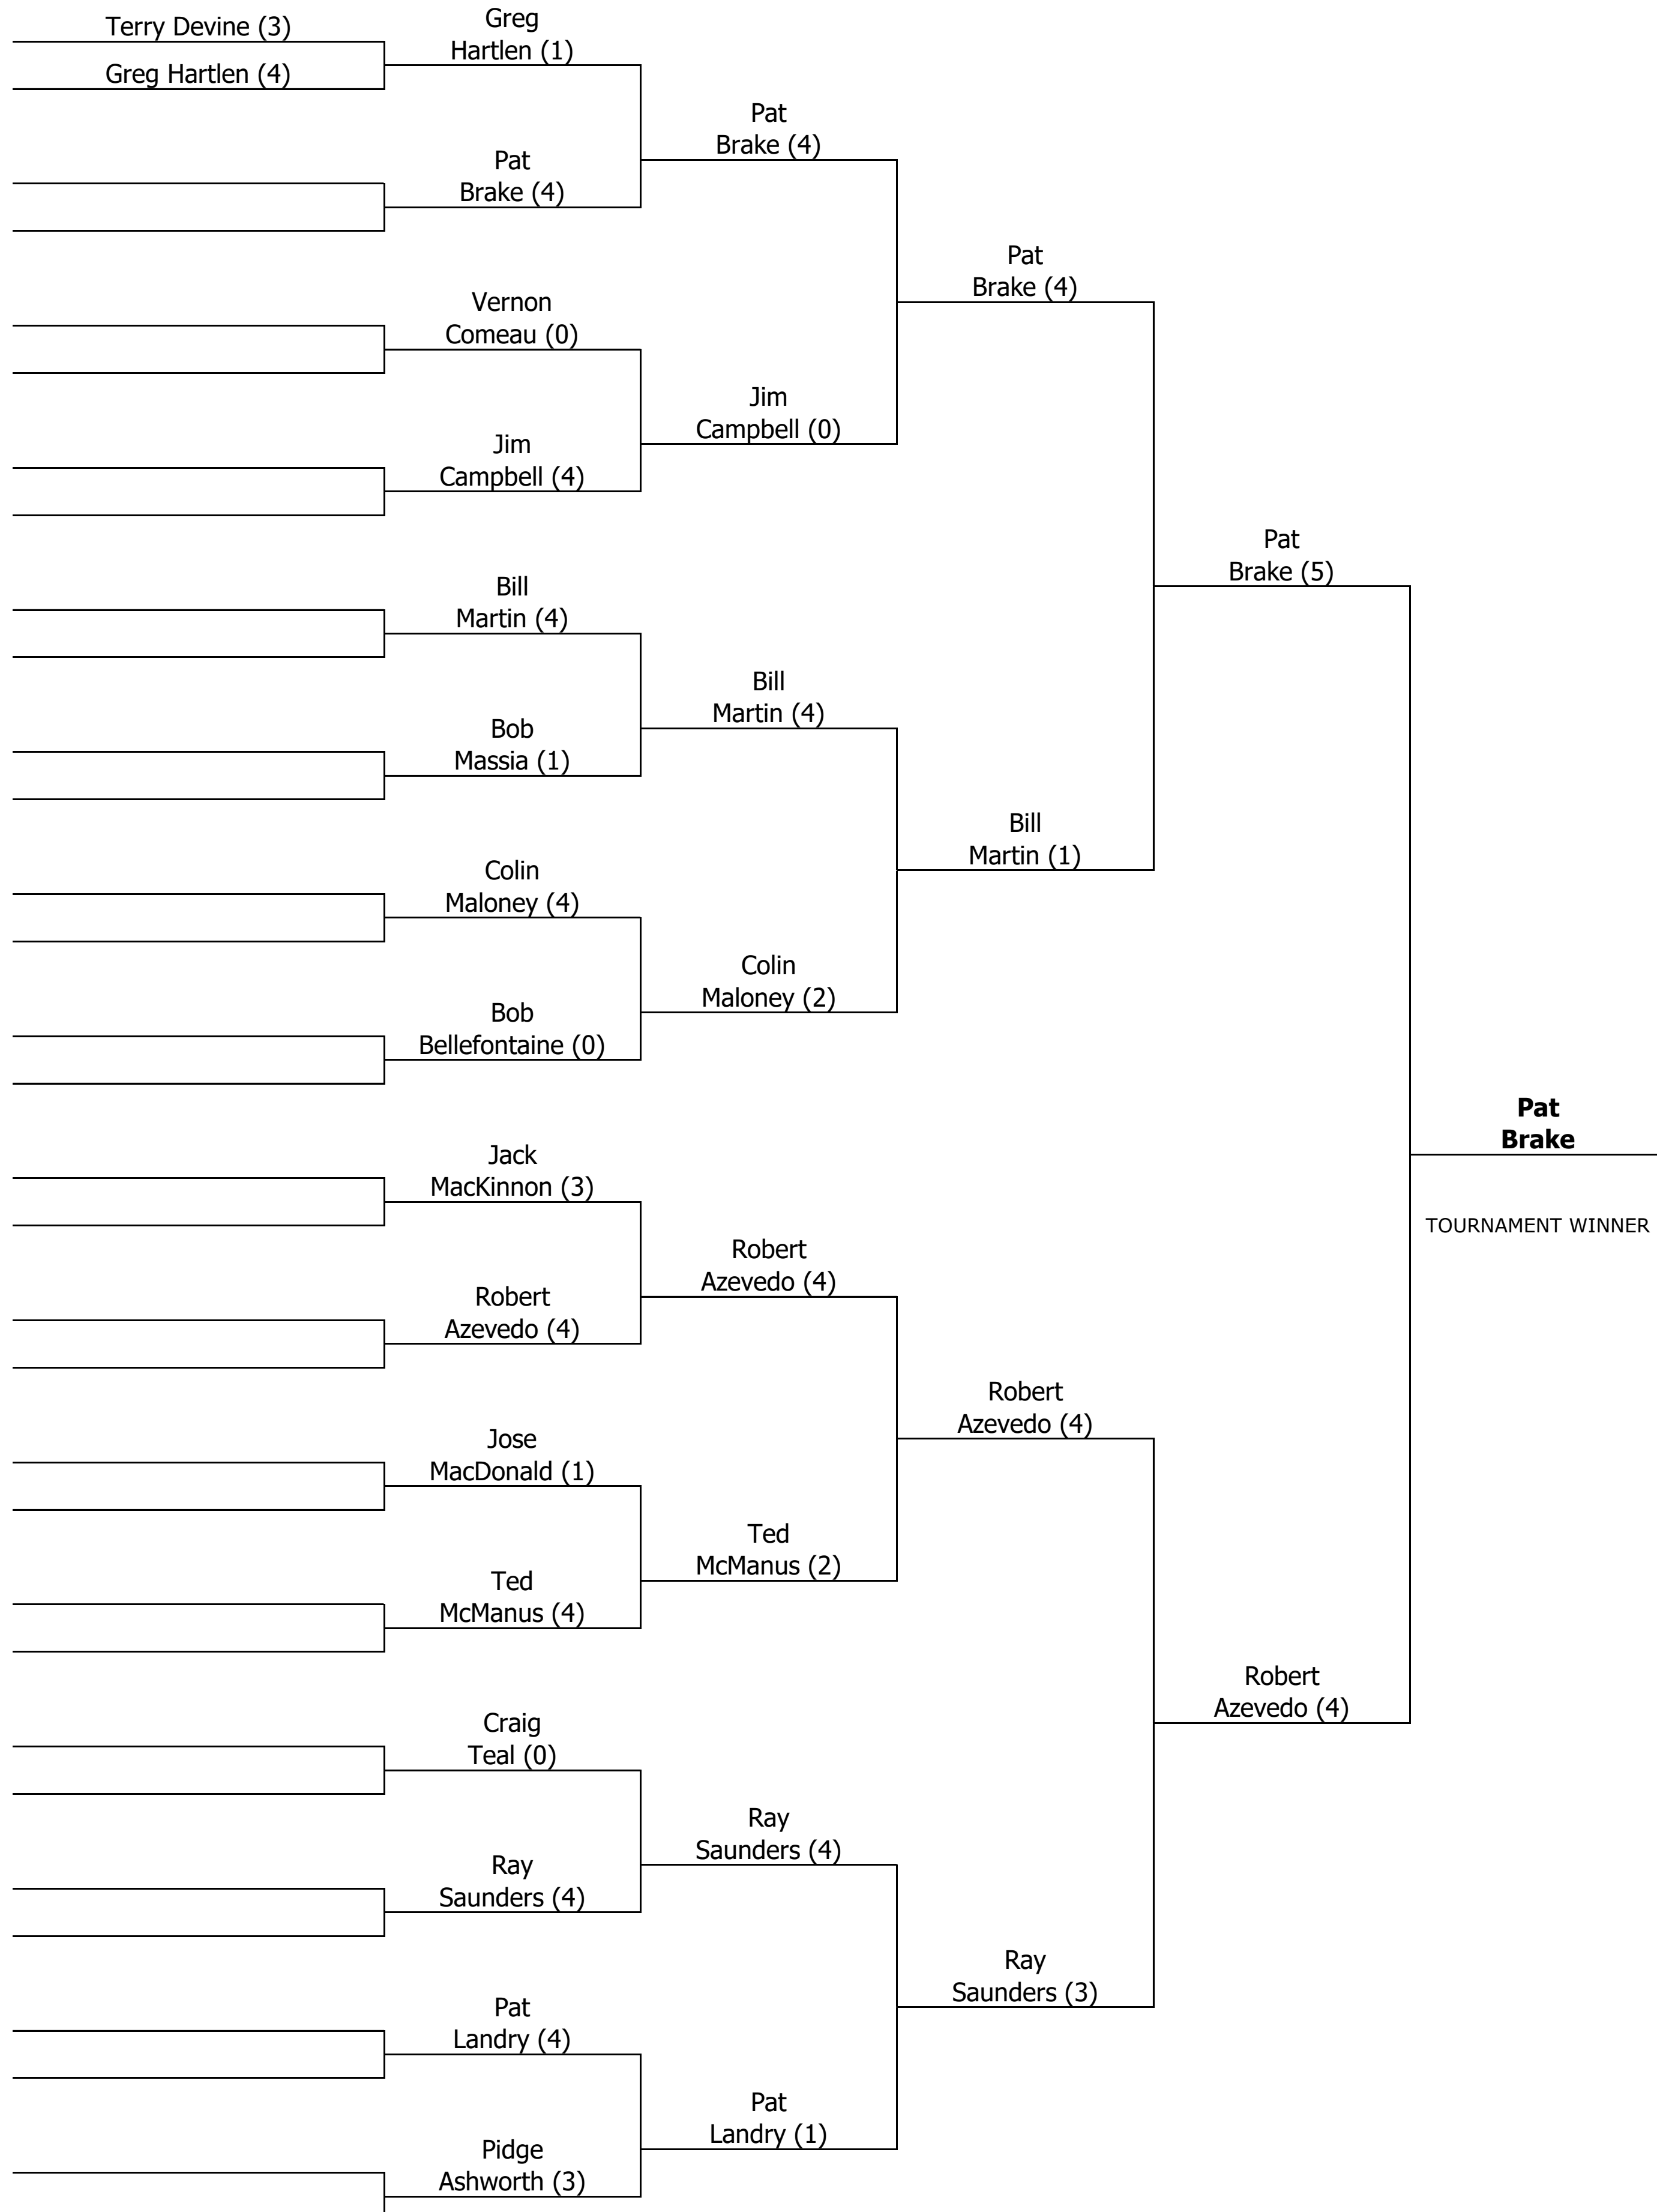 Terry Devine (3)
Greg Hartlen (4)
Greg
Hartlen (1)
Pat
Brake (4)
Vernon
Comeau (0)
Jim
Campbell (4)
Bill
Martin (4)
Bob
Massia (1)
Colin
Maloney (4)
Bob
Bellefontaine (0)
Jack
MacKinnon (3)
Robert
Azevedo (4)
Jose
MacDonald (1)
Ted
McManus (4)
Craig
Teal (0)
Ray
Saunders (4)
Pat
Landry (4)
Pidge
Ashworth (3)
Pat
Brake (4)
Jim
Campbell (0)
Bill
Martin (4)
Colin
Maloney (2)
Robert
Azevedo (4)
Ted
McManus (2)
Ray
Saunders (4)
Pat
Landry (1)
Pat
Brake (4)
Bill
Martin (1)
Robert
Azevedo (4)
Ray
Saunders (3)
Pat
Brake (5)
Robert
Azevedo (4)
Pat
Brake
TOURNAMENT WINNER